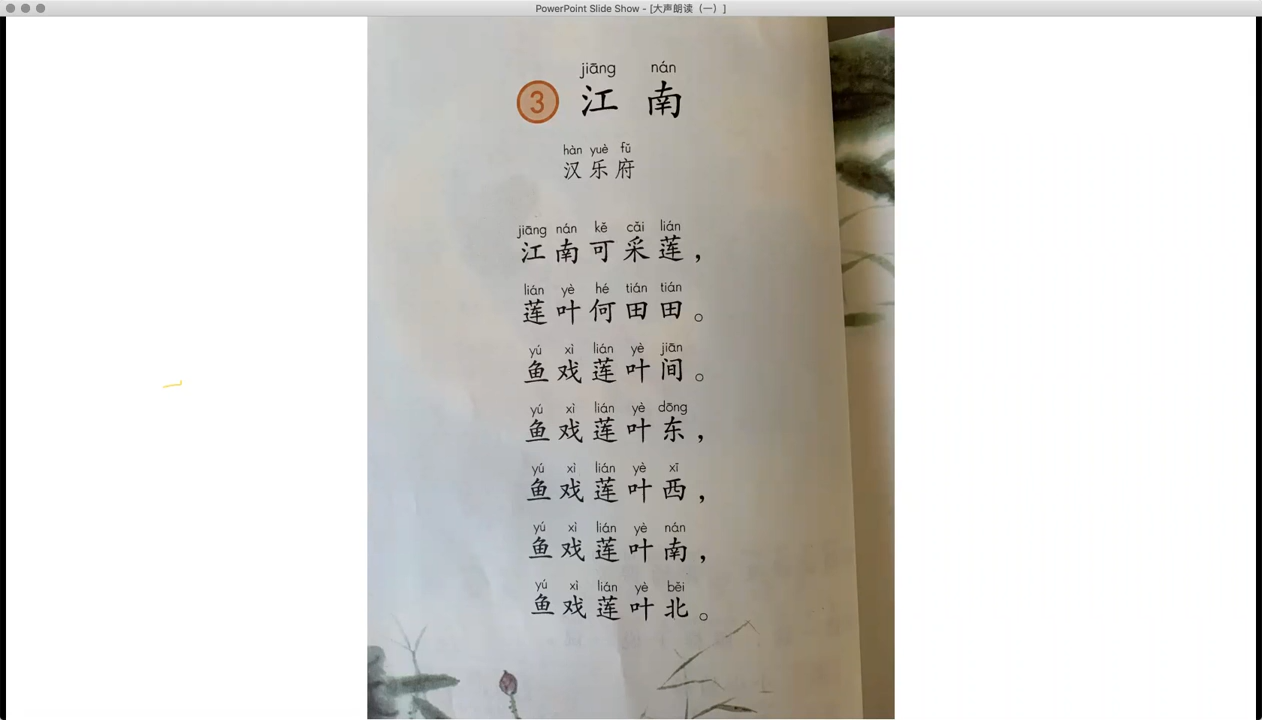 PowerPoint Slide Show - [大声朗读（一）]
jiāng nán
3 江 南
hàn yuè fǔ
汉 乐 府
jiāng nán kě cǎi lián
江 南 可 采 莲 ，
lián yè hé tián tián
莲 叶 何 田 田 。
yú xì lián yè jiān
鱼 戏 莲 叶 间 。
yú xì lián yè dōng
鱼 戏 莲 叶 东 ，
yú xì lián yè xī
鱼 戏 莲 叶 西 ，
yú xì lián yè nán
鱼 戏 莲 叶 南 ，
yú xì lián yè běi
鱼 戏 莲 叶 北 。